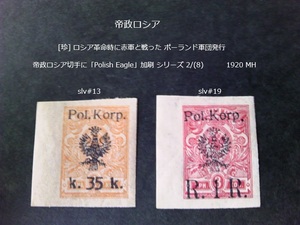 帝政ロシア
[珍] ロシア革命時に赤軍と戦った ポーランド軍団発行
帝政ロシア切手に「Polish Eagle」加刷 シリーズ 2/(8) 1920 MH
slv#13 slv#19
Pol. Korp. Pol. Korp.
k. 35 k. R. 1 R.